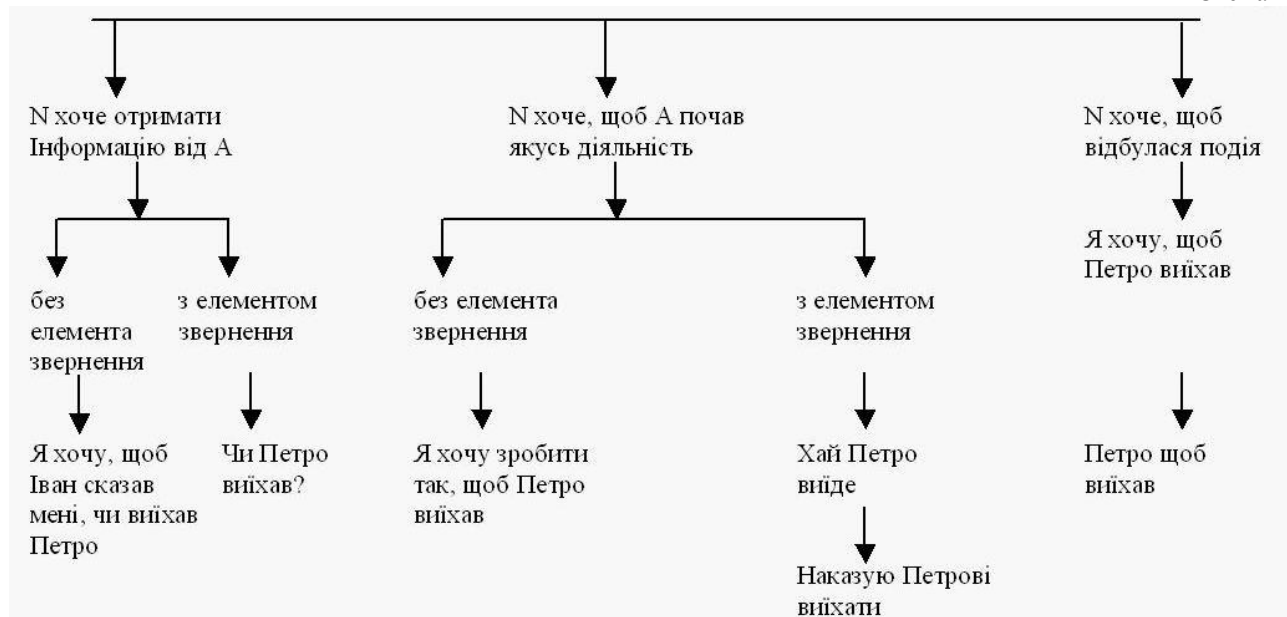 N хоче отримати
Інформацію від А
N хоче, щоб А почав
якусь діяльність
N хоче, щоб
відбулася подія
Я хочу, щоб
Петро виїхав
без
елемента
звернення
з елементом
звернення
без елемента
звернення
з елементом
звернення
Я хочу, щоб
Іван сказав
мені, чи виїхав
Петро
Чи Петро
виїхав?
Я хочу зробити
так, щоб Петро
виїхав
Хай Петро
виїде
Петро щоб
виїхав
Наказую Петрові
виїхати